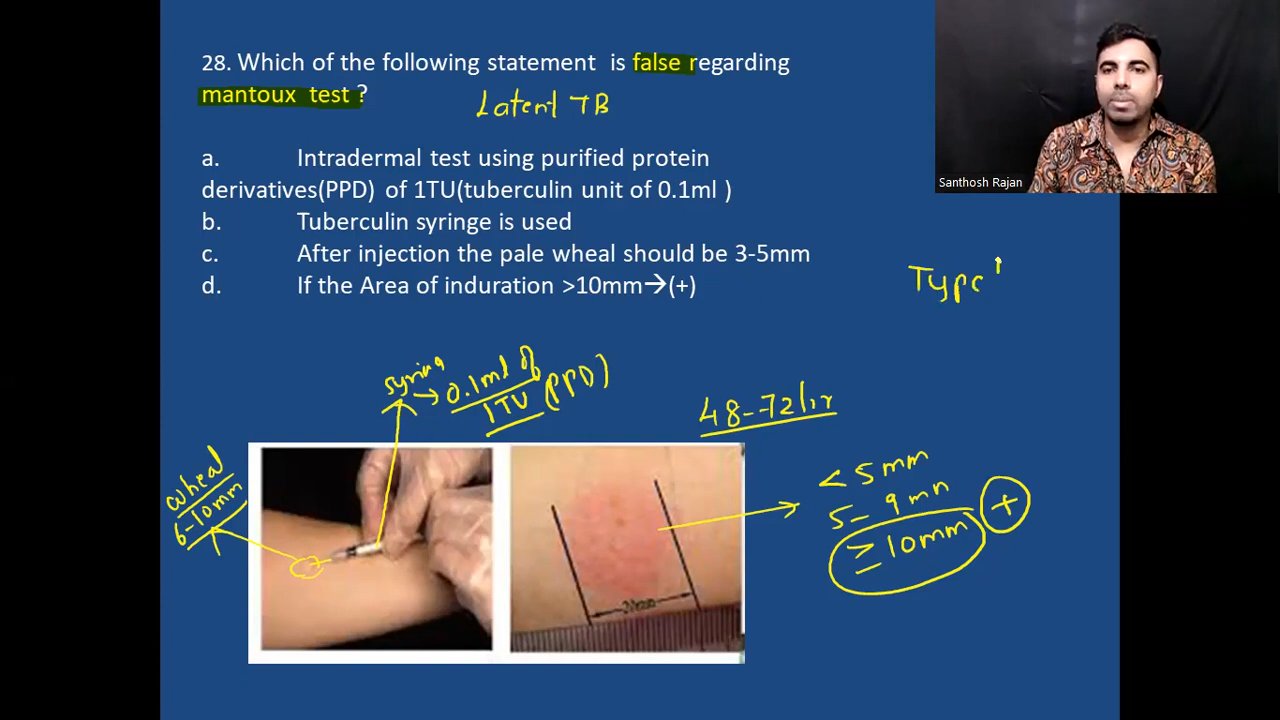 28. Which of the following statement is false regarding
mantoux test ?
Latent TB
Santhosh Rajan
a. Intradermal test using purified protein
derivatives(PPD) of 1TU(tuberculin unit of 0.1ml )
b. Tuberculin syringe is used
c. After injection the pale wheal should be 3-5mm
d. If the Area of induration >10mm→(+)
Type
syring
→ 0.1ml of
1TU (PPD)
48-72hr
wheal
6-10mm
< 5mm
5-9mm
≥10mm +